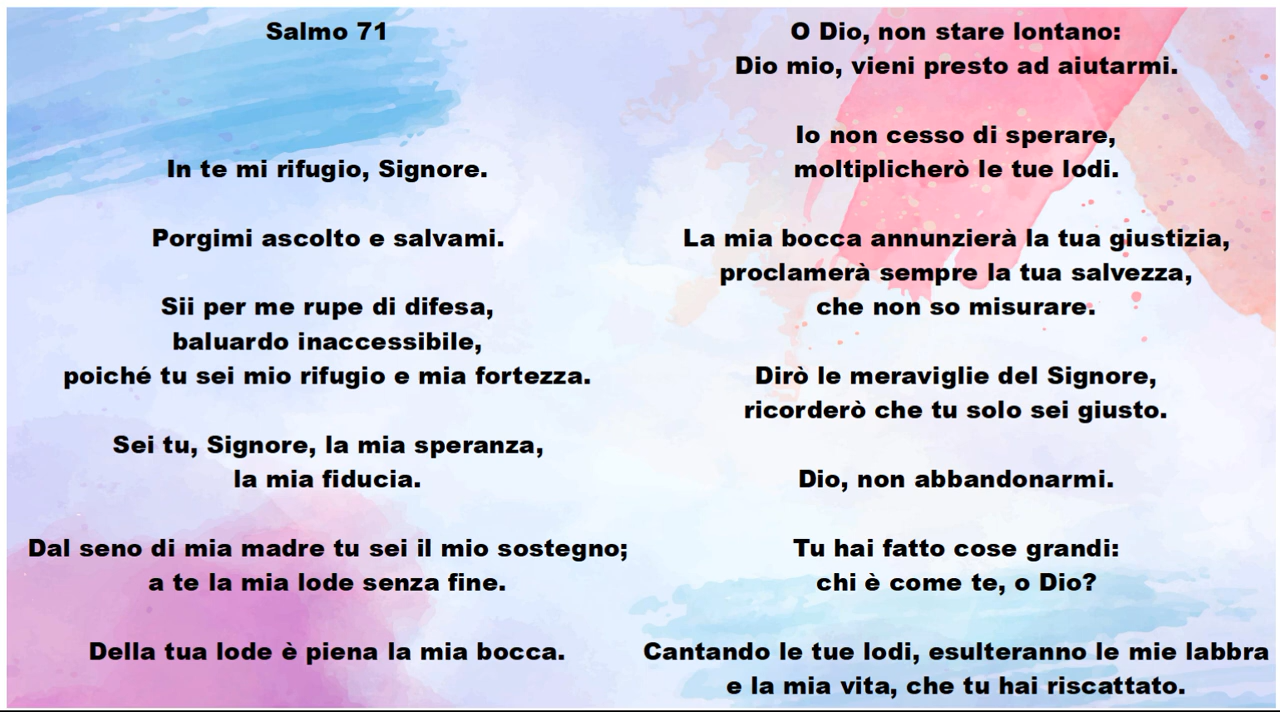 Salmo 71
In te mi rifugio, Signore.
Porgimi ascolto e salvami.
Sii per me rupe di difesa,
baluardo inaccessibile,
poiché tu sei mio rifugio e mia fortezza.
Sei tu, Signore, la mia speranza,
la mia fiducia.
Dal seno di mia madre tu sei il mio sostegno;
a te la mia lode senza fine.
Della tua lode è piena la mia bocca.
O Dio, non stare lontano:
Dio mio, vieni presto ad aiutarmi.
Io non cesso di sperare,
moltiplicherò le tue lodi.
La mia bocca annunzierà la tua giustizia,
proclamerà sempre la tua salvezza,
che non so misurare.
Dirò le meraviglie del Signore,
ricorderò che tu solo sei giusto.
Dio, non abbandonarmi.
Tu hai fatto cose grandi:
chi è come te, o Dio?
Cantando le tue lodi, esulteranno le mie labbra
e la mia vita, che tu hai riscattato.